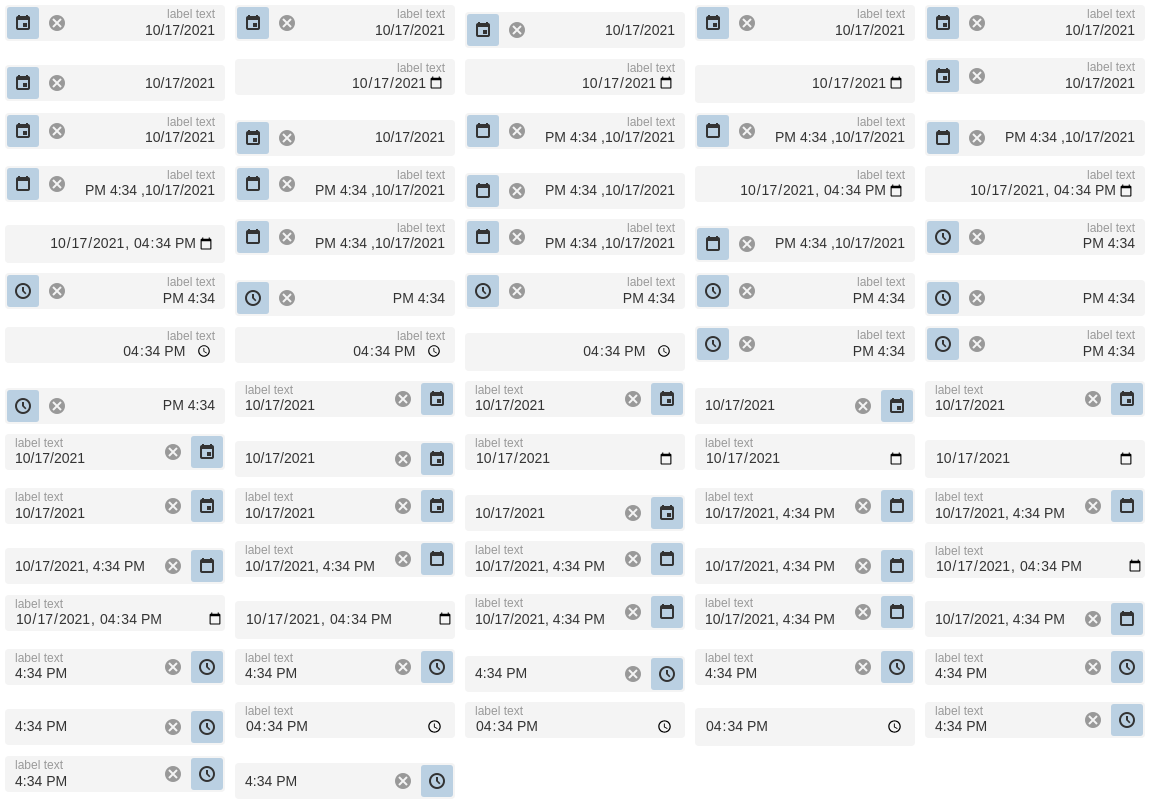 label text
10/17/2021
label text
10/17/2021
10/17/2021
label text
10/17/2021
label text
10/17/2021
10/17/2021
label text
10/17/2021
label text
10/17/2021
10/17/2021
label text
10/17/2021
label text
10/17/2021
10/17/2021
label text
PM 4:34 ,10/17/2021
label text
PM 4:34 ,10/17/2021
PM 4:34 ,10/17/2021
label text
PM 4:34 ,10/17/2021
label text
PM 4:34 ,10/17/2021
PM 4:34 ,10/17/2021
label text
10/17/2021, 04:34 PM
label text
10/17/2021, 04:34 PM
10/17/2021, 04:34 PM
label text
PM 4:34 ,10/17/2021
label text
PM 4:34 ,10/17/2021
PM 4:34 ,10/17/2021
label text
PM 4:34
label text
PM 4:34
PM 4:34
label text
PM 4:34
label text
PM 4:34
PM 4:34
label text
04:34 PM
label text
04:34 PM
04:34 PM
label text
PM 4:34
label text
PM 4:34
PM 4:34
label text
10/17/2021
label text
10/17/2021
10/17/2021
label text
10/17/2021
label text
10/17/2021
10/17/2021
label text
10/17/2021
label text
10/17/2021
10/17/2021
label text
10/17/2021
label text
10/17/2021
10/17/2021
label text
10/17/2021, 4:34 PM
label text
10/17/2021, 4:34 PM
10/17/2021, 4:34 PM
label text
10/17/2021, 4:34 PM
label text
10/17/2021, 4:34 PM
10/17/2021, 4:34 PM
label text
10/17/2021, 04:34 PM
label text
10/17/2021, 04:34 PM
10/17/2021, 04:34 PM
label text
10/17/2021, 4:34 PM
label text
10/17/2021, 4:34 PM
10/17/2021, 4:34 PM
label text
4:34 PM
label text
4:34 PM
4:34 PM
label text
4:34 PM
label text
4:34 PM
4:34 PM
label text
04:34 PM
label text
04:34 PM
04:34 PM
label text
4:34 PM
label text
4:34 PM
4:34 PM